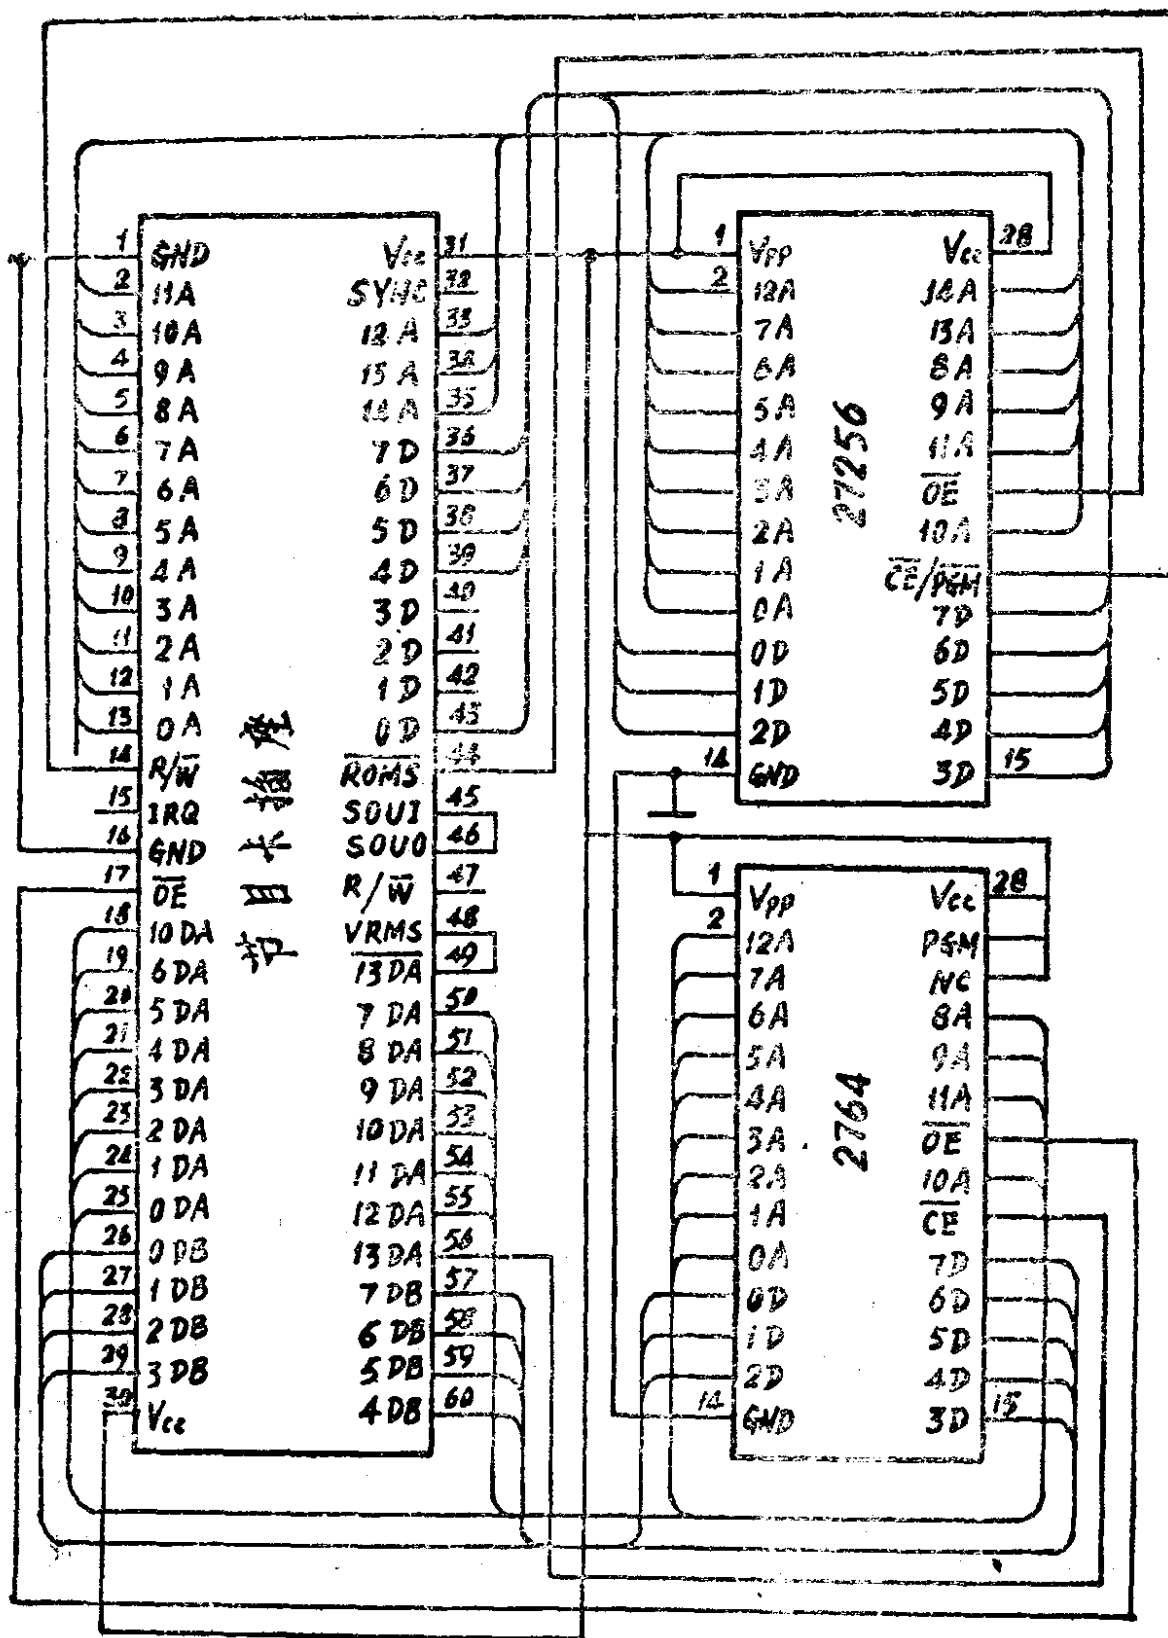 1 GND
2 11A
3 10A
4 9A
5 8A
6 7A
7 6A
8 5A
9 4A
10 3A
11 2A
12 1A
13 0A
14 R/W̅
15 IRQ
16 GND
17 O̅E̅
18 10DA
19 6DA
20 5DA
21 4DA
22 3DA
23 2DA
24 1DA
25 0DA
26 0DB
27 1DB
28 2DB
29 3DB
30 Vcc
节目卡插座
Vcc 31
SYNC 32
12A 33
13A 34
14A 35
7D 36
6D 37
5D 38
4D 39
3D 40
2D 41
1D 42
0D 43
R̅O̅M̅S̅ 44
SOUI 45
SOUO 46
R/W̅ 47
VRMS 48
1̅3̅D̅A̅ 49
7DA 50
8DA 51
9DA 52
10DA 53
11DA 54
12DA 55
13DA 56
7DB 57
6DB 58
5DB 59
4DB 60
1 Vpp
2 12A
7A
6A
5A
4A
3A
2A
1A
0A
0D
1D
2D
14 GND
27256
Vcc 28
14A
13A
8A
9A
11A
O̅E̅
10A
C̅E̅/P̅G̅M̅
7D
6D
5D
4D
3D 15
1 Vpp
2 12A
7A
6A
5A
4A
3A
2A
1A
0A
0D
1D
2D
14 GND
2764
Vcc 28
PGM
NC
8A
9A
11A
O̅E̅
10A
C̅E̅
7D
6D
5D
4D
3D 15